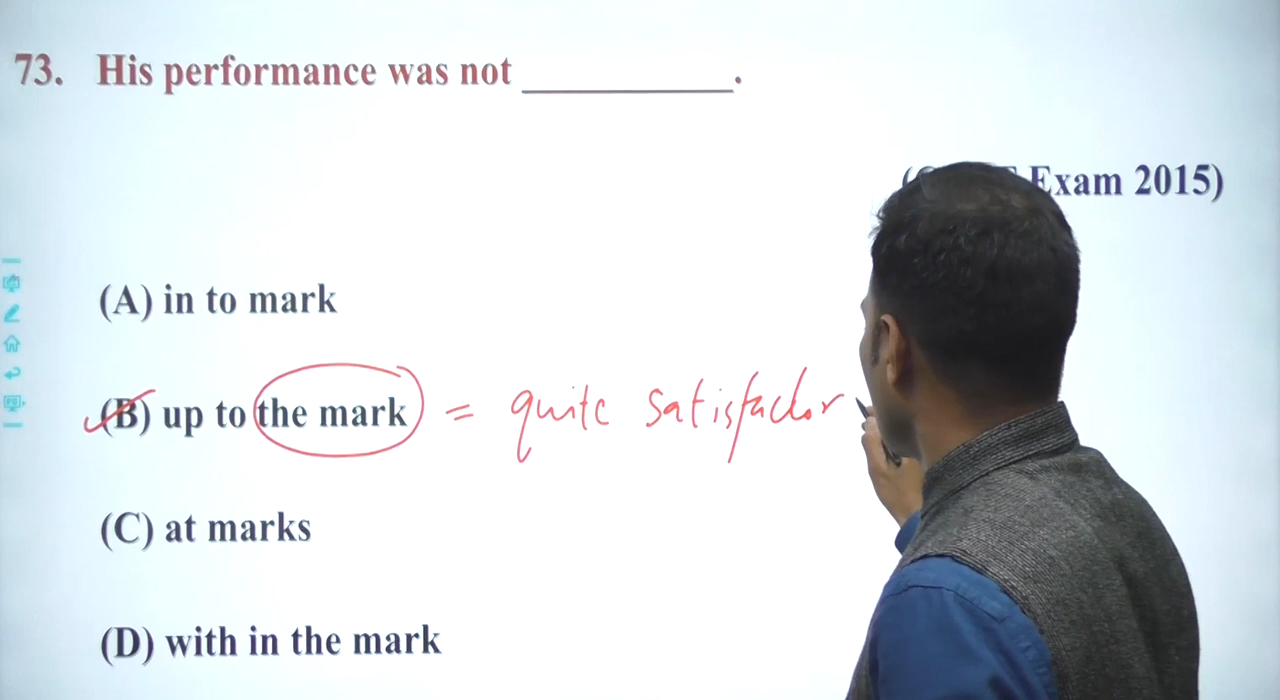 73. His performance was not __________.
Exam 2015)
(A) in to mark
(B) up to the mark = quite satisfactor
(C) at marks
(D) with in the mark